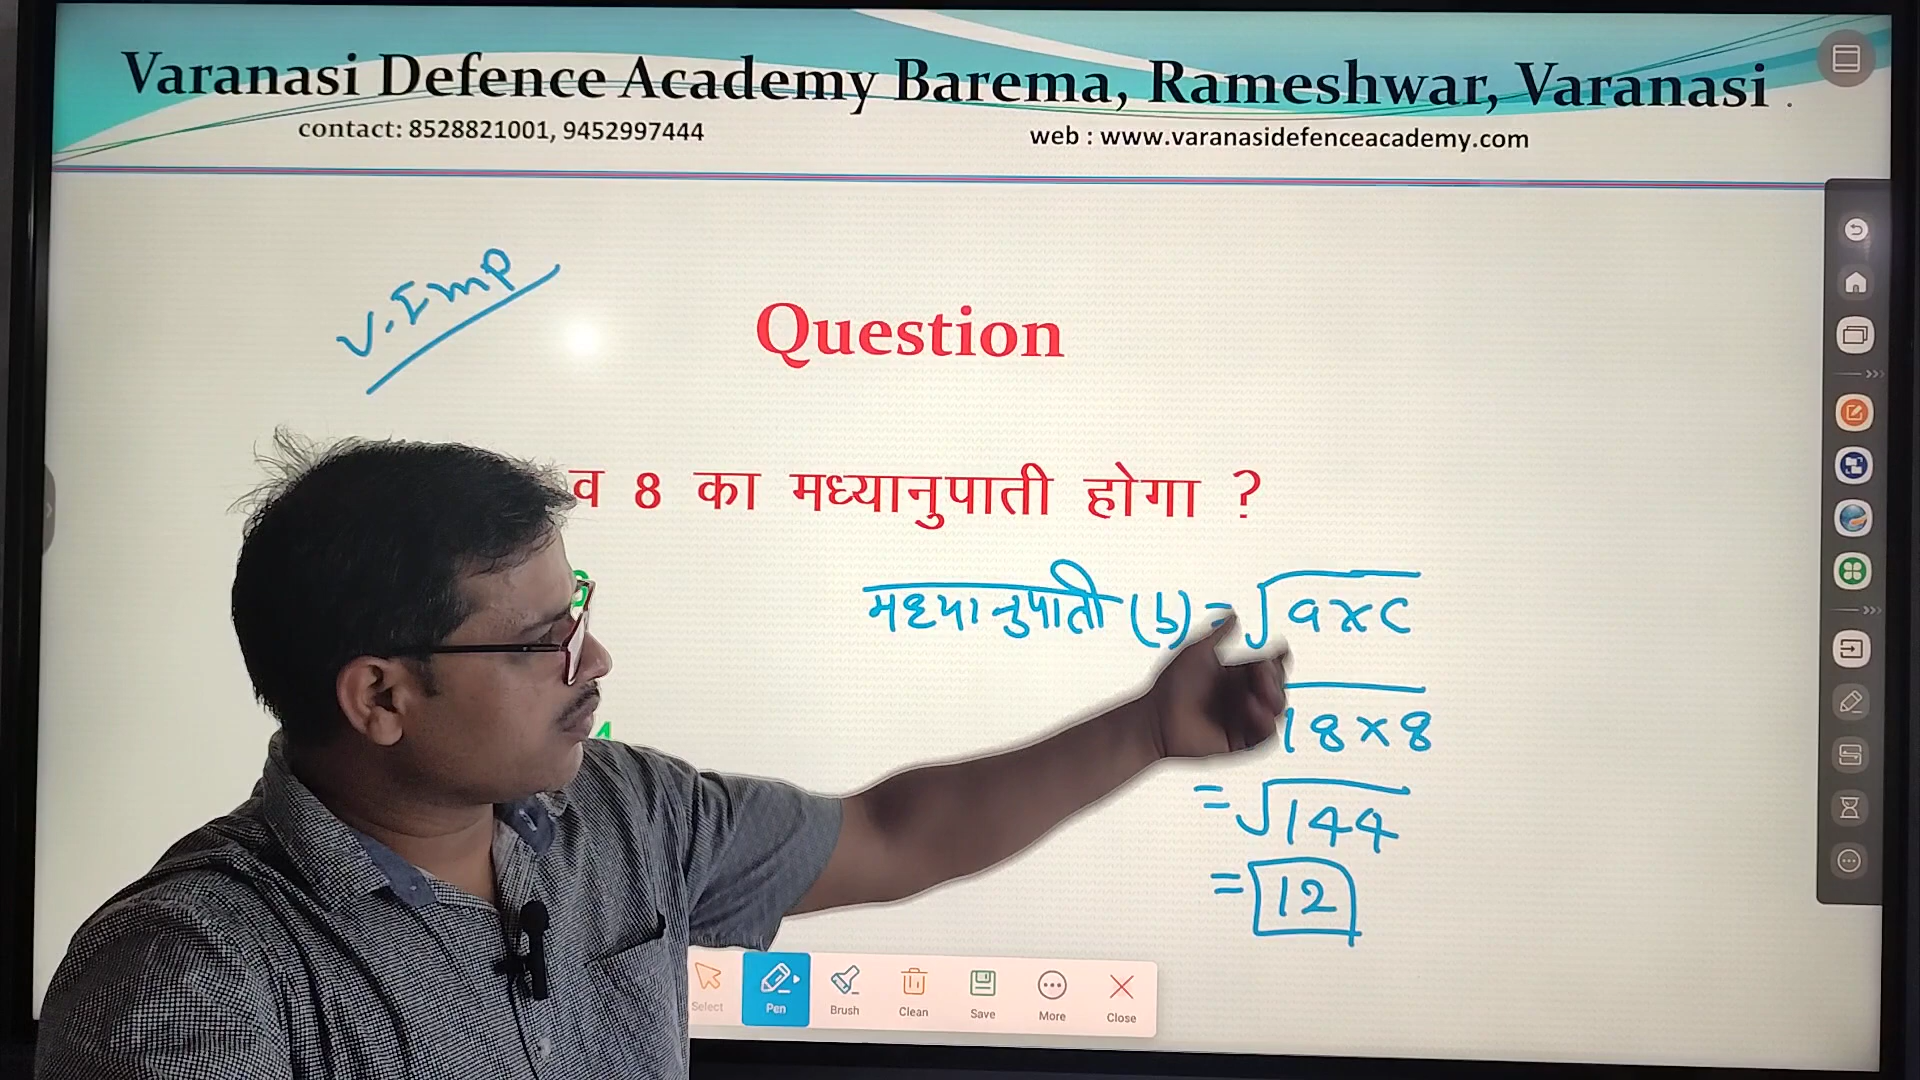 Varanasi Defence Academy Barema, Rameshwar, Varanasi .
contact: 8528821001, 9452997444
web : www.varanasidefenceacademy.com
V. Imp
Question
व 8 का मध्यानुपाती होगा ?
मध्यानुपाती (b) = √a×c
18×8
= √144
= 12
Select
Pen
Brush
Clean
Save
More
Close